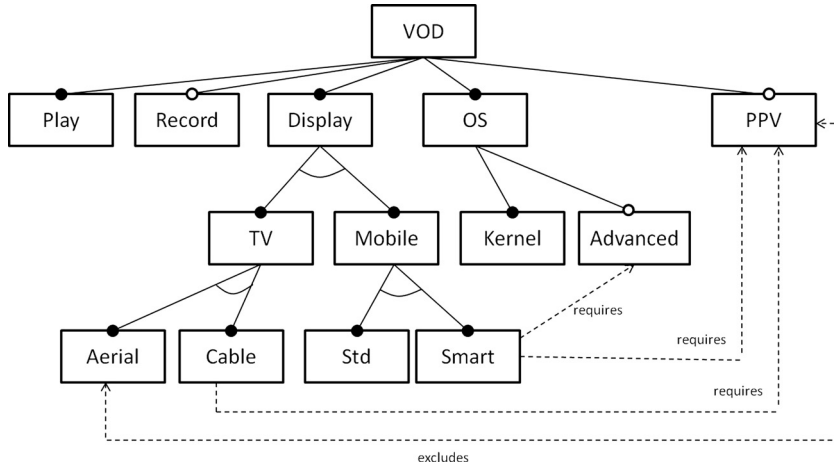 VOD
Play
Record
Display
OS
PPV
TV
Mobile
Kernel
Advanced
requires
requires
Aerial
Cable
Std
Smart
requires
excludes